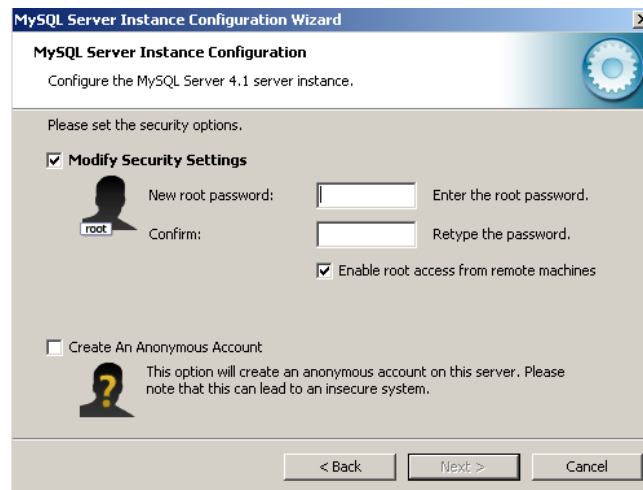 MySQL Server Instance Configuration Wizard
MySQL Server Instance Configuration
Configure the MySQL Server 4.1 server instance.
Please set the security options.
Modify Security Settings
New root password:
Enter the root password.
root
Confirm:
Retype the password.
Enable root access from remote machines
Create An Anonymous Account
This option will create an anonymous account on this server. Please
note that this can lead to an insecure system.
< Back
Next >
Cancel